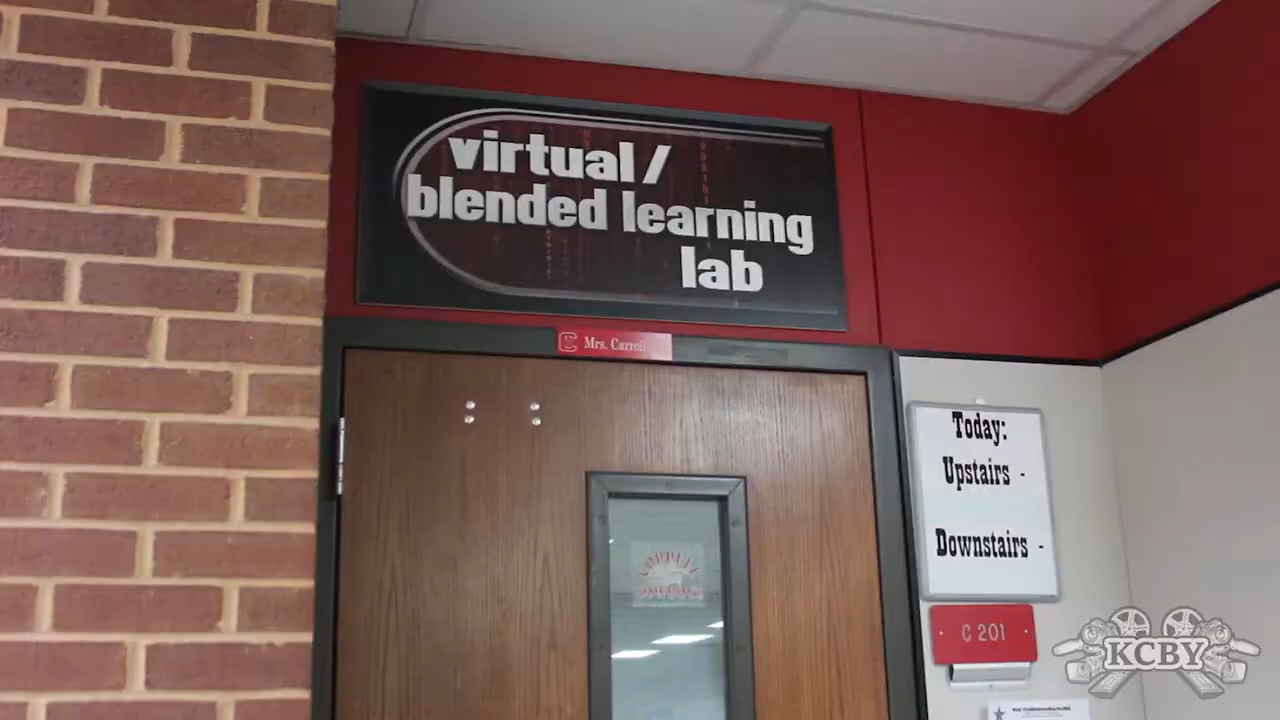 virtual/
blended learning
lab
Mrs. Carroll
Today:
Upstairs -
Downstairs -
C 201
KCBY